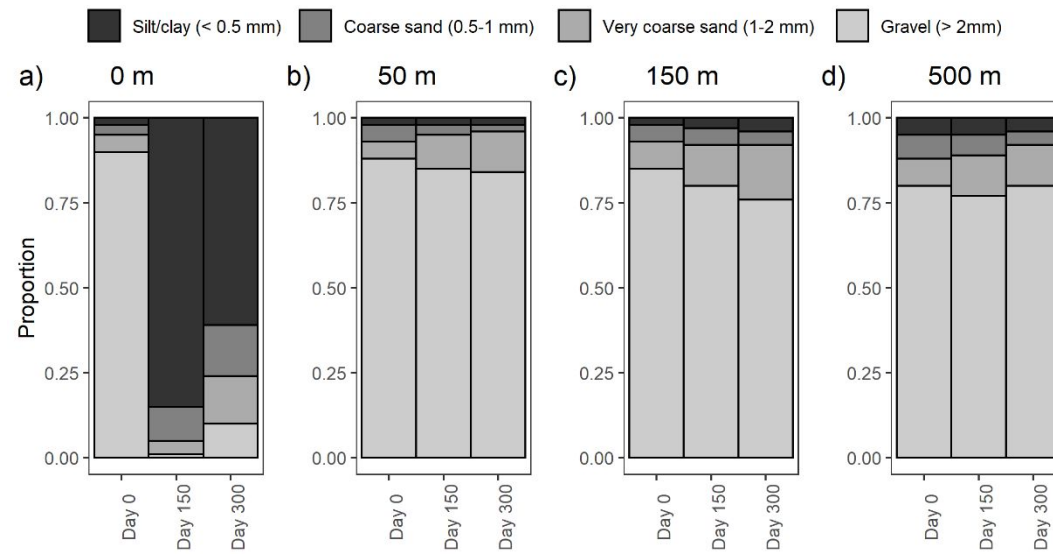 Silt/clay (< 0.5 mm) Coarse sand (0.5-1 mm) Very coarse sand (1-2 mm) Gravel (> 2mm)
a) 0 m b) 50 m c) 150 m d) 500 m
Proportion
1.00 1.00 1.00 1.00
0.75 0.75 0.75 0.75
0.50 0.50 0.50 0.50
0.25 0.25 0.25 0.25
0.00 0.00 0.00 0.00
Day 0 Day 150 Day 300 Day 0 Day 150 Day 300 Day 0 Day 150 Day 300 Day 0 Day 150 Day 300